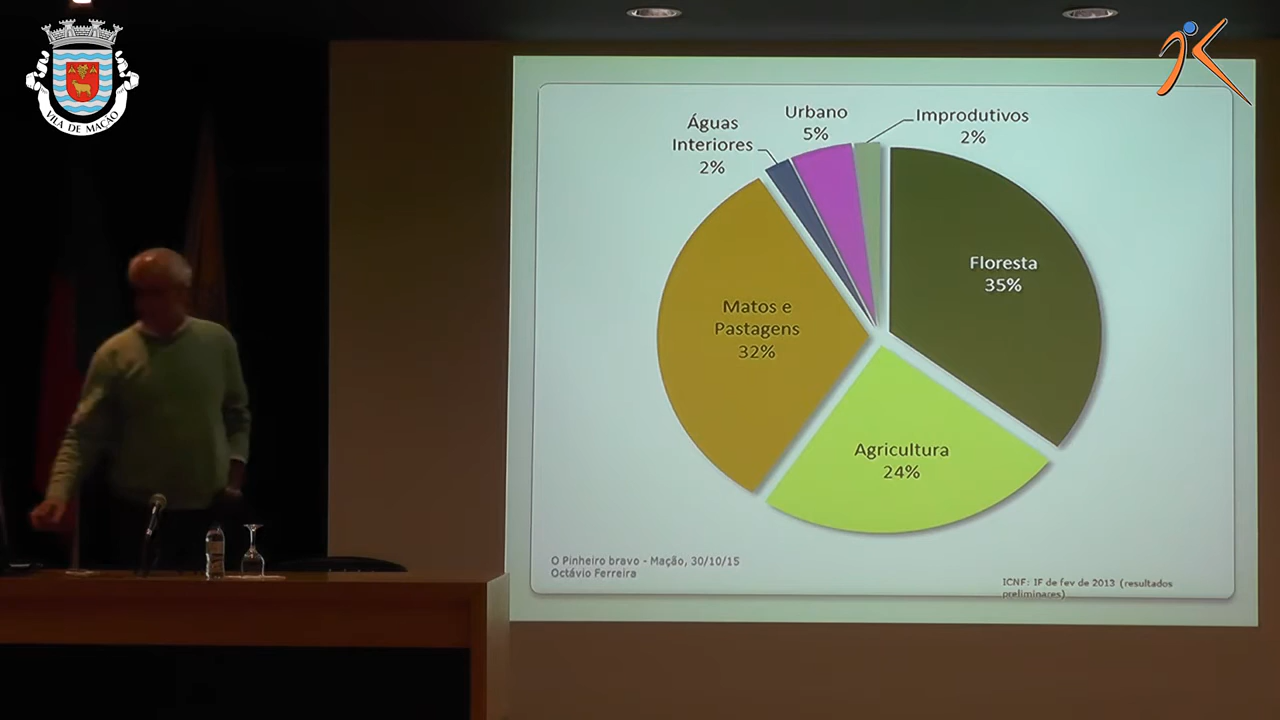 VILA DE MAÇÃO
Águas
Interiores
2%
Urbano
5%
Improdutivos
2%
Floresta
35%
Matos e
Pastagens
32%
Agricultura
24%
O Pinheiro bravo - Mação, 30/10/15
Octávio Ferreira
ICNF: IF de fev de 2013 (resultados
preliminares)